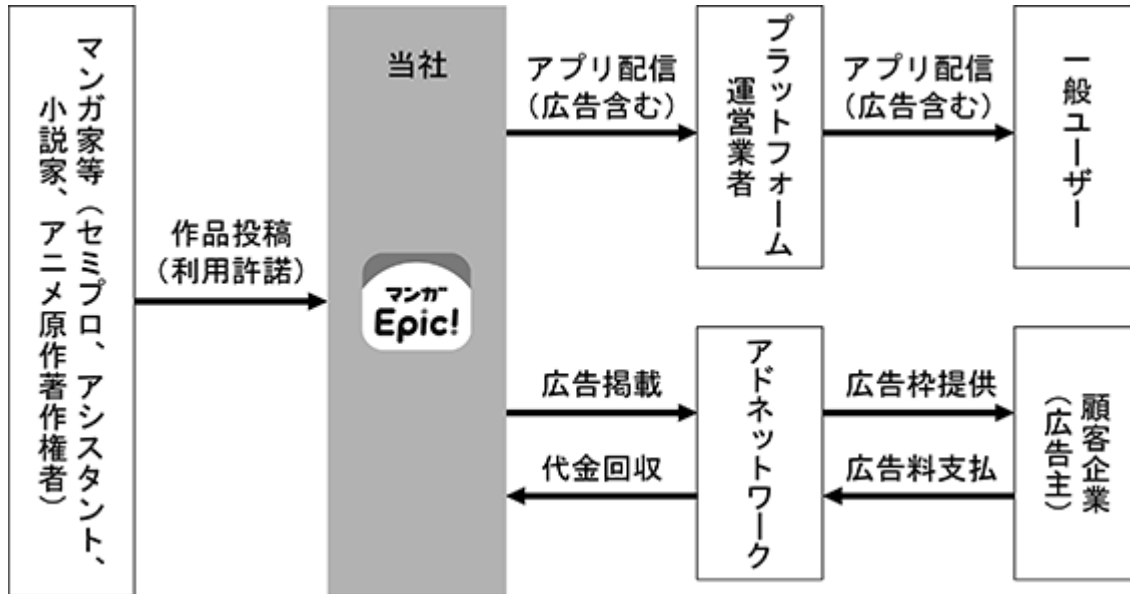 マンガ家等（セミプロ、アシスタント、
小説家、アニメ原作著作権者）
作品投稿
（利用許諾）
当社
マンガ
Epic!
アプリ配信
（広告含む）
プラットフォーム
運営業者
アプリ配信
（広告含む）
一般ユーザー
広告掲載
代金回収
アドネットワーク
広告枠提供
広告料支払
顧客企業
（広告主）